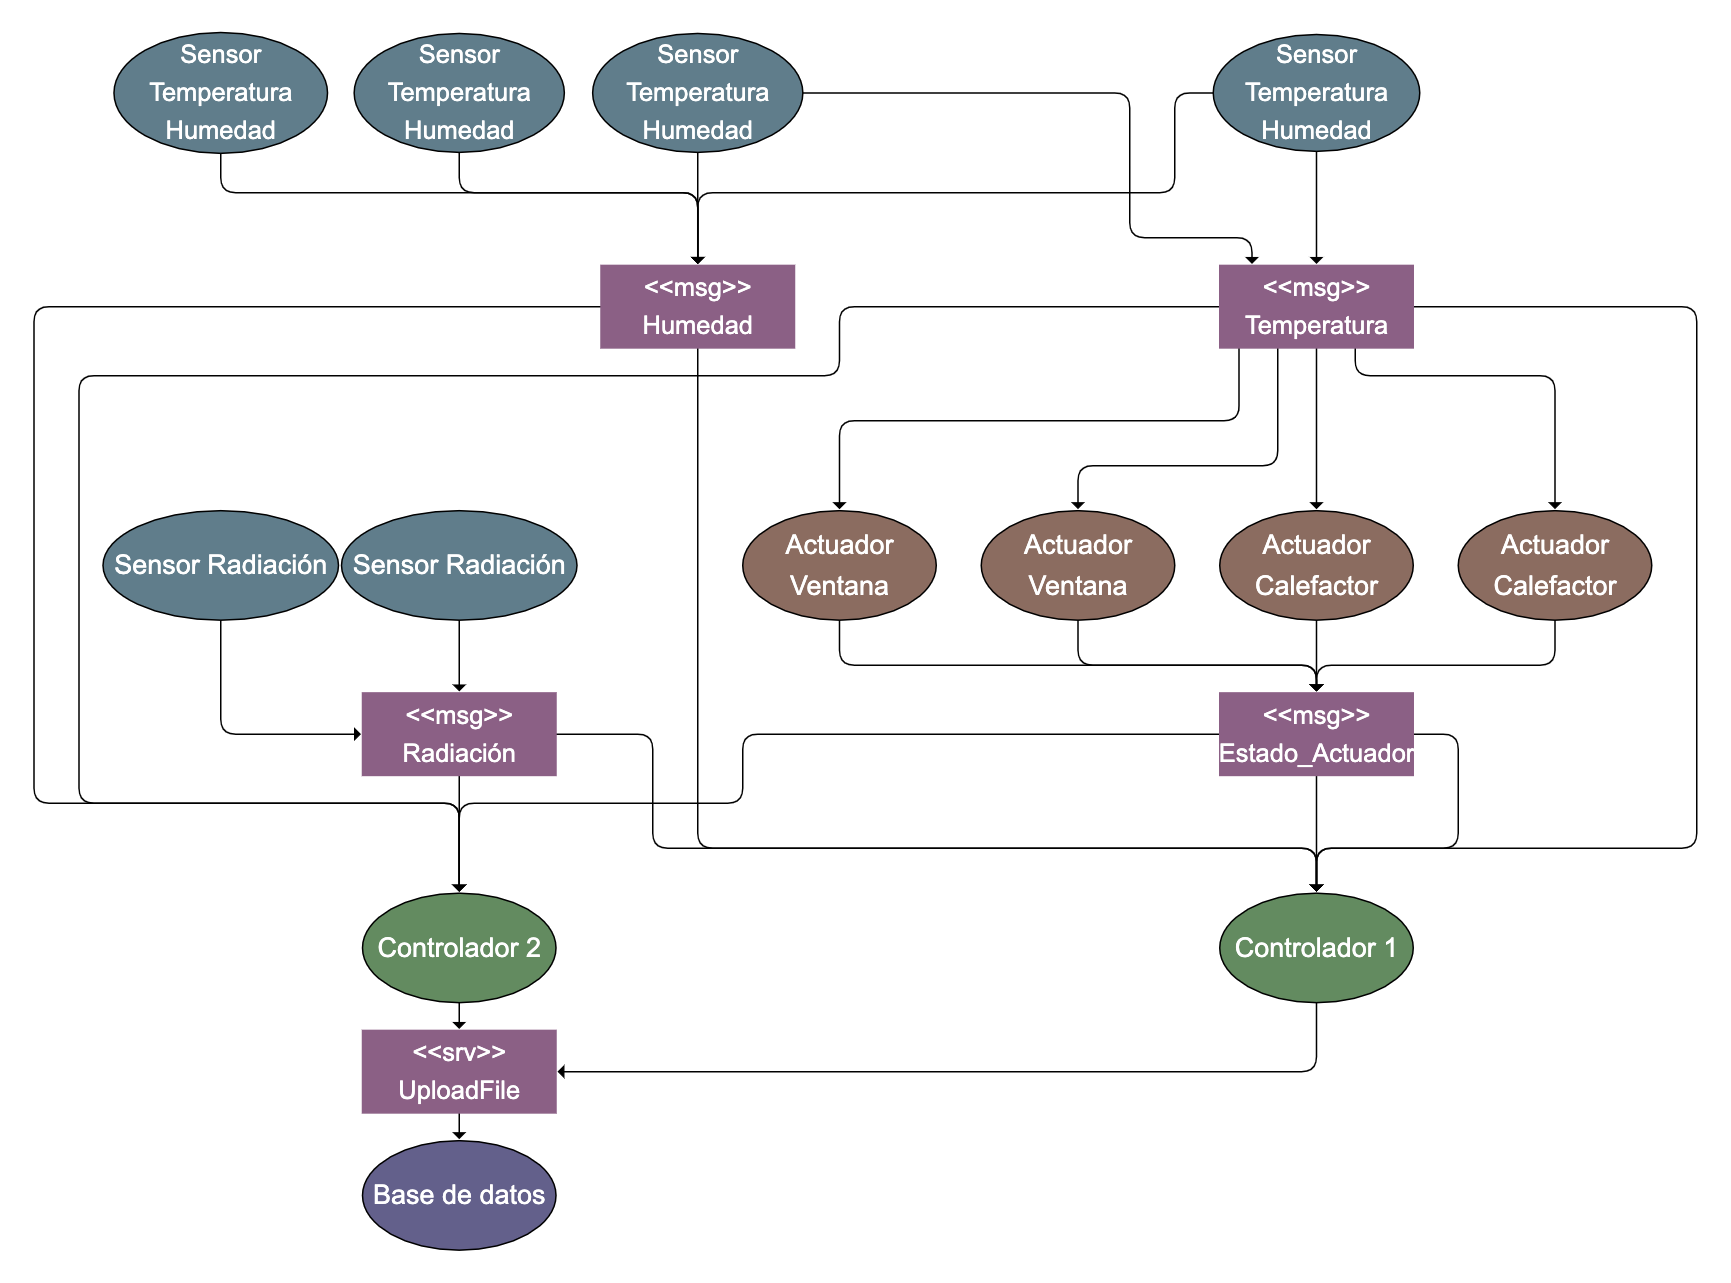 Sensor
Temperatura
Humedad
Sensor
Temperatura
Humedad
Sensor
Temperatura
Humedad
Sensor
Temperatura
Humedad
<<msg>>
Humedad
<<msg>>
Temperatura
Sensor Radiación
Sensor Radiación
Actuador
Ventana
Actuador
Ventana
Actuador
Calefactor
Actuador
Calefactor
<<msg>>
Radiación
<<msg>>
Estado_Actuador
Controlador 2
Controlador 1
<<srv>>
UploadFile
Base de datos